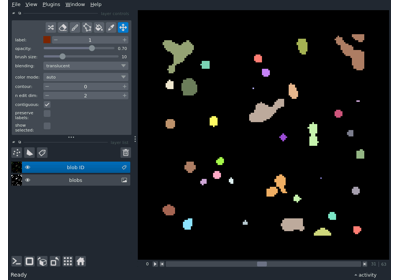 File View Plugins Window Help
label: 1
opacity: 0.70
brush size: 10
blending: translucent
color mode: auto
contour: 0
n edit dim: 2
contiguous:
preserve labels:
show selected:
blob ID
blobs
Ready
activity